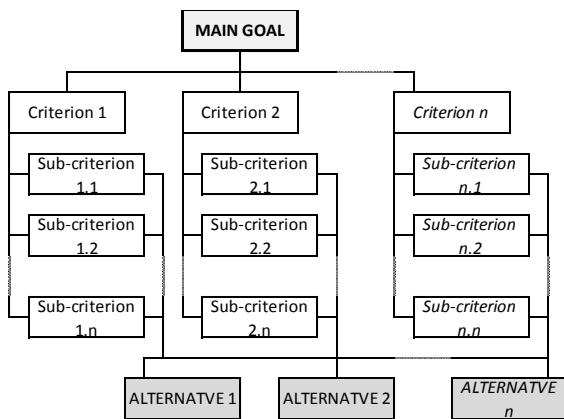 MAIN GOAL
Criterion 1
Criterion 2
Criterion n
Sub-criterion
1.1
Sub-criterion
2.1
Sub-criterion
n.1
Sub-criterion
1.2
Sub-criterion
2.2
Sub-criterion
n.2
Sub-criterion
1.n
Sub-criterion
2.n
Sub-criterion
n.n
ALTERNATVE 1
ALTERNATVE 2
ALTERNATVE
n